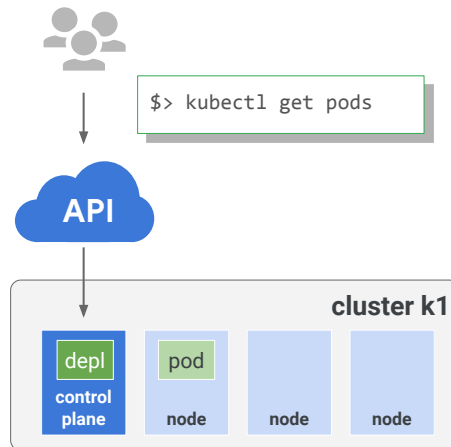 $> kubectl get pods
API
cluster k1
depl
pod
control
plane
node
node
node